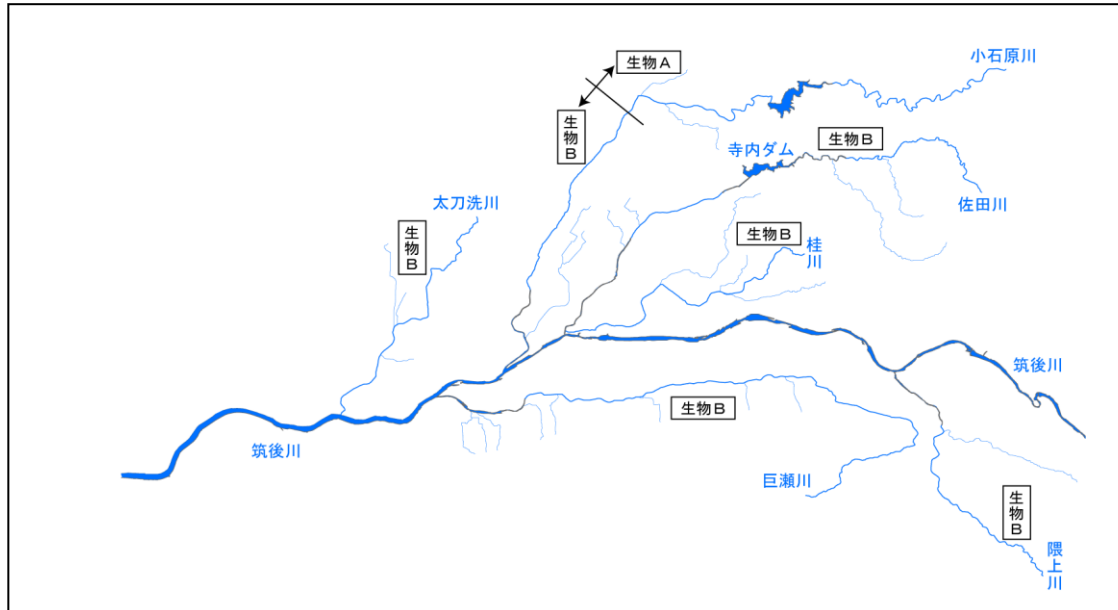 生物A
小石原川
生物B
寺内ダム
生物B
佐田川
太刀洗川
生物B
生物B
桂川
筑後川
生物B
筑後川
巨瀬川
生物B
隈上川